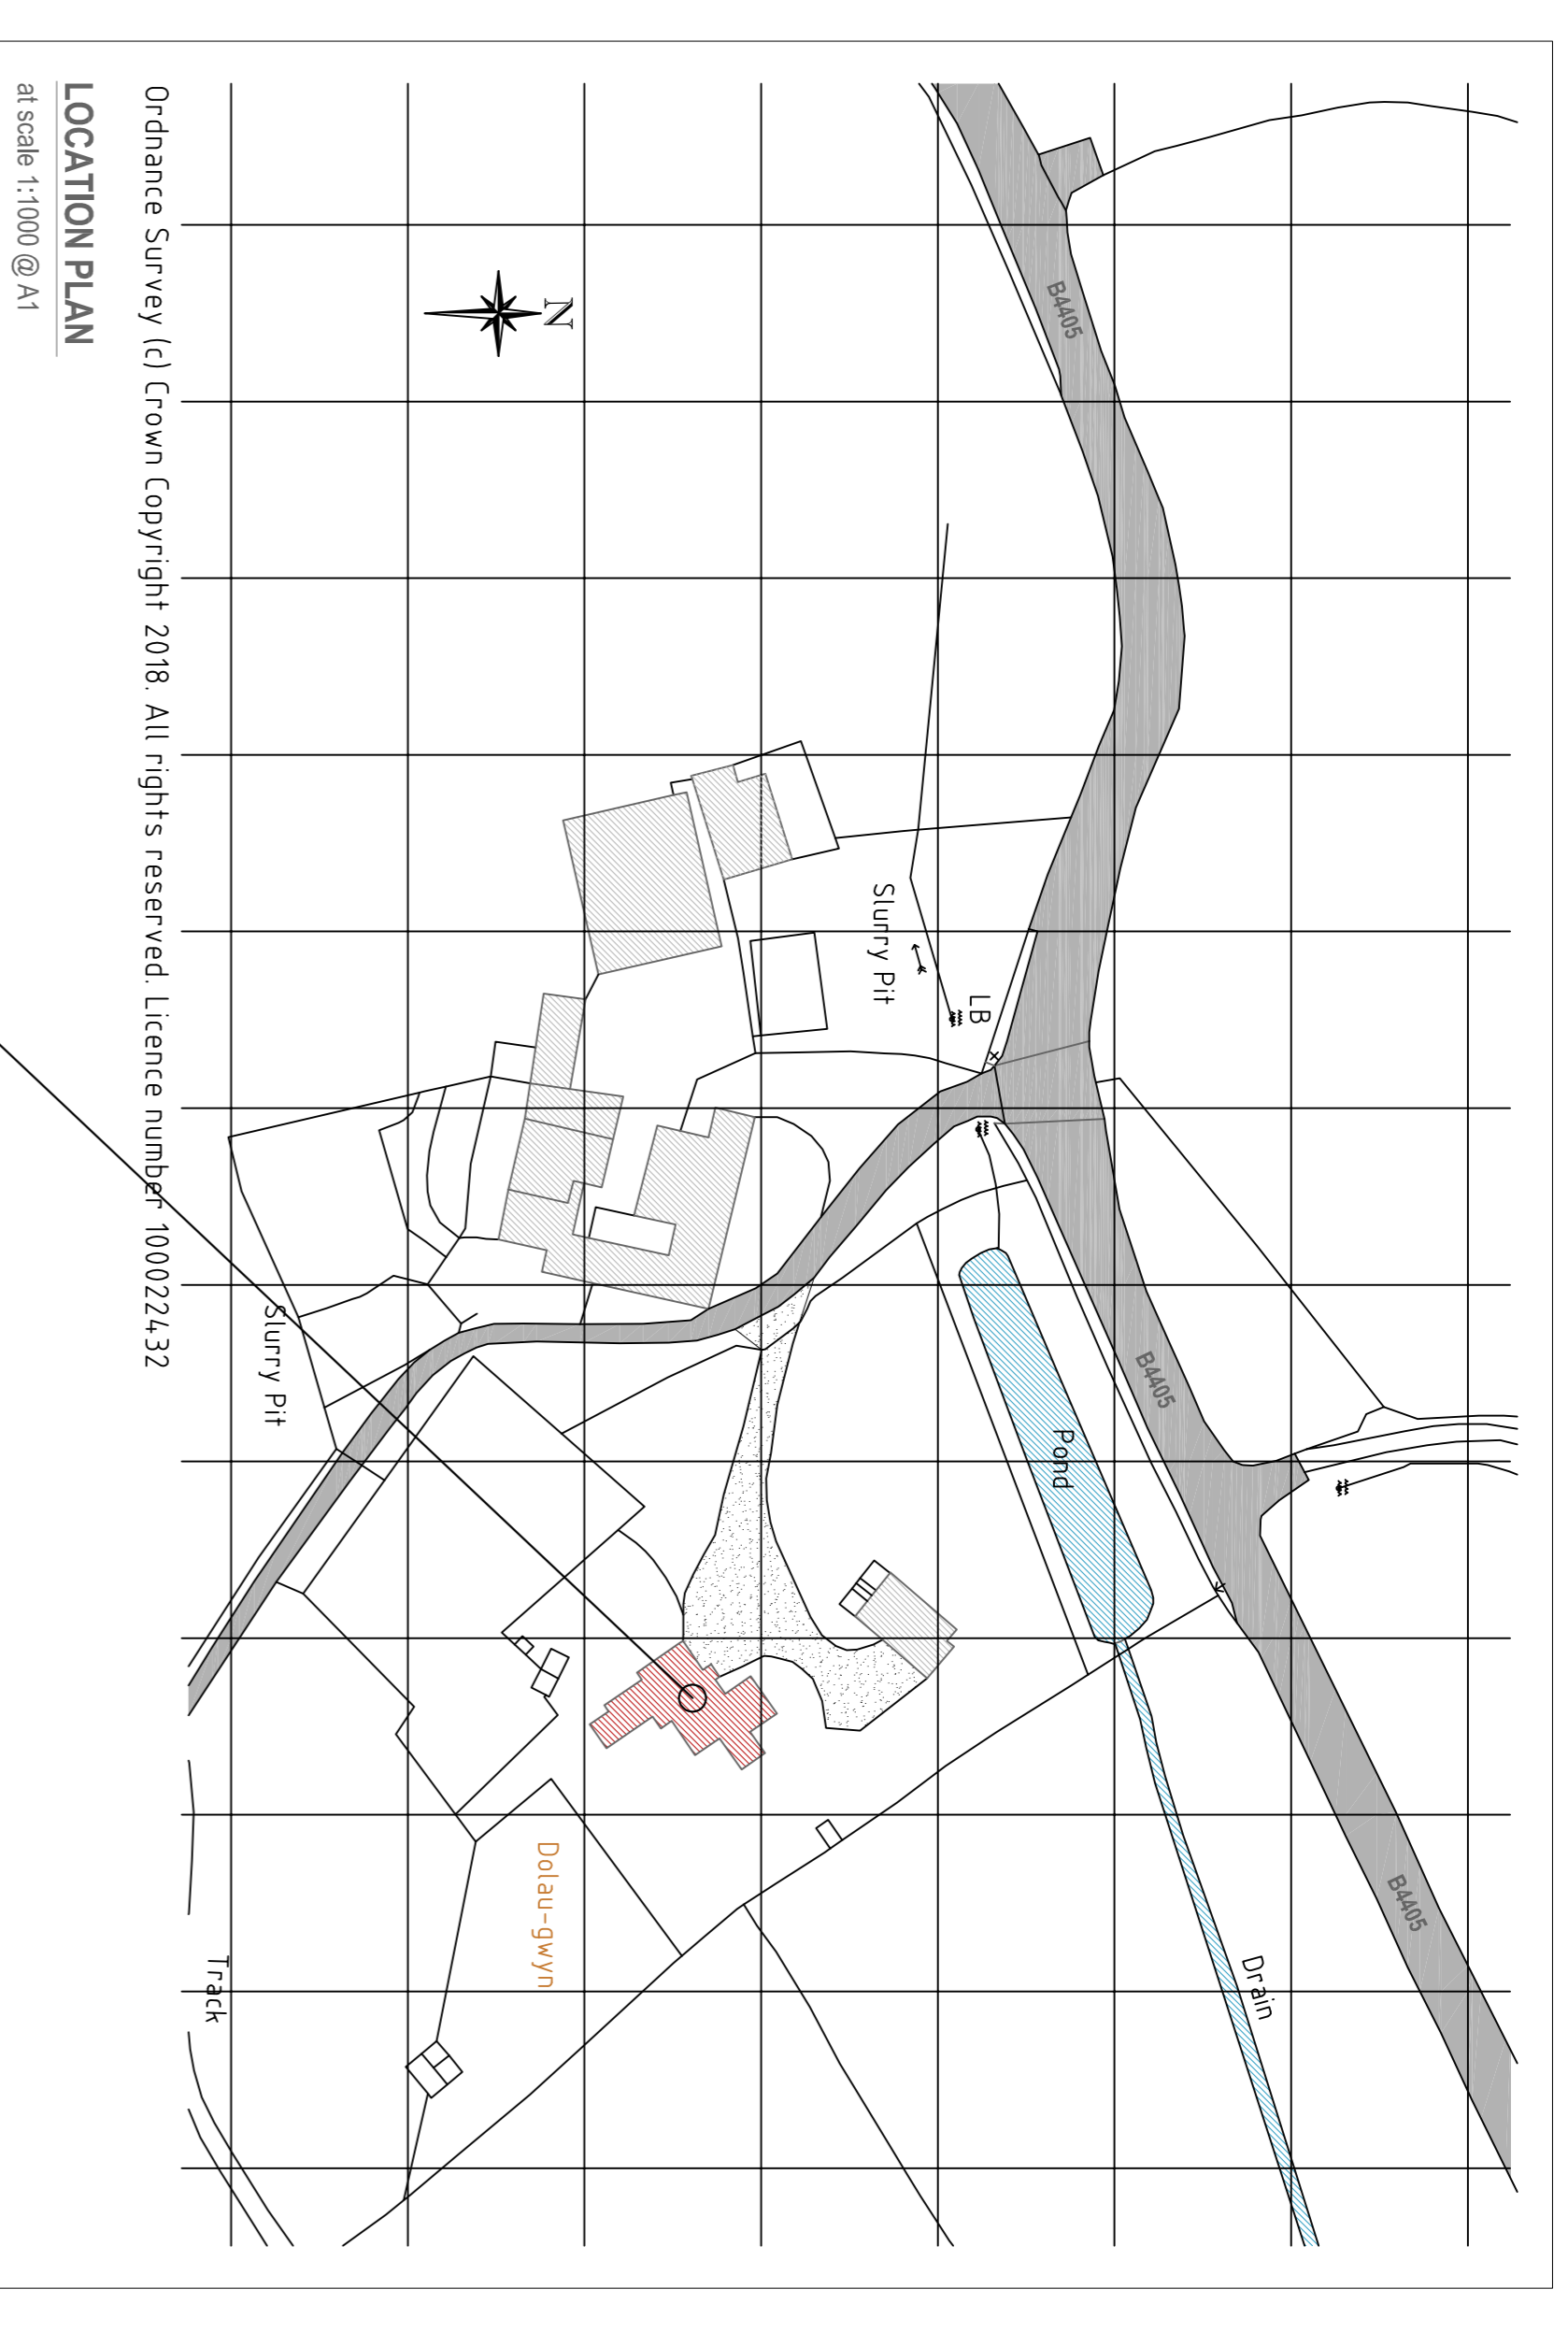 B4405
B4405
B4405
Drain
Pond
LB
Slurry Pit
N
Dolau-gwyn
Slurry Pit
Track
Ordnance Survey (c) Crown Copyright 2018. All rights reserved. Licence number 100022432
LOCATION PLAN
at scale 1:1000 @ A1